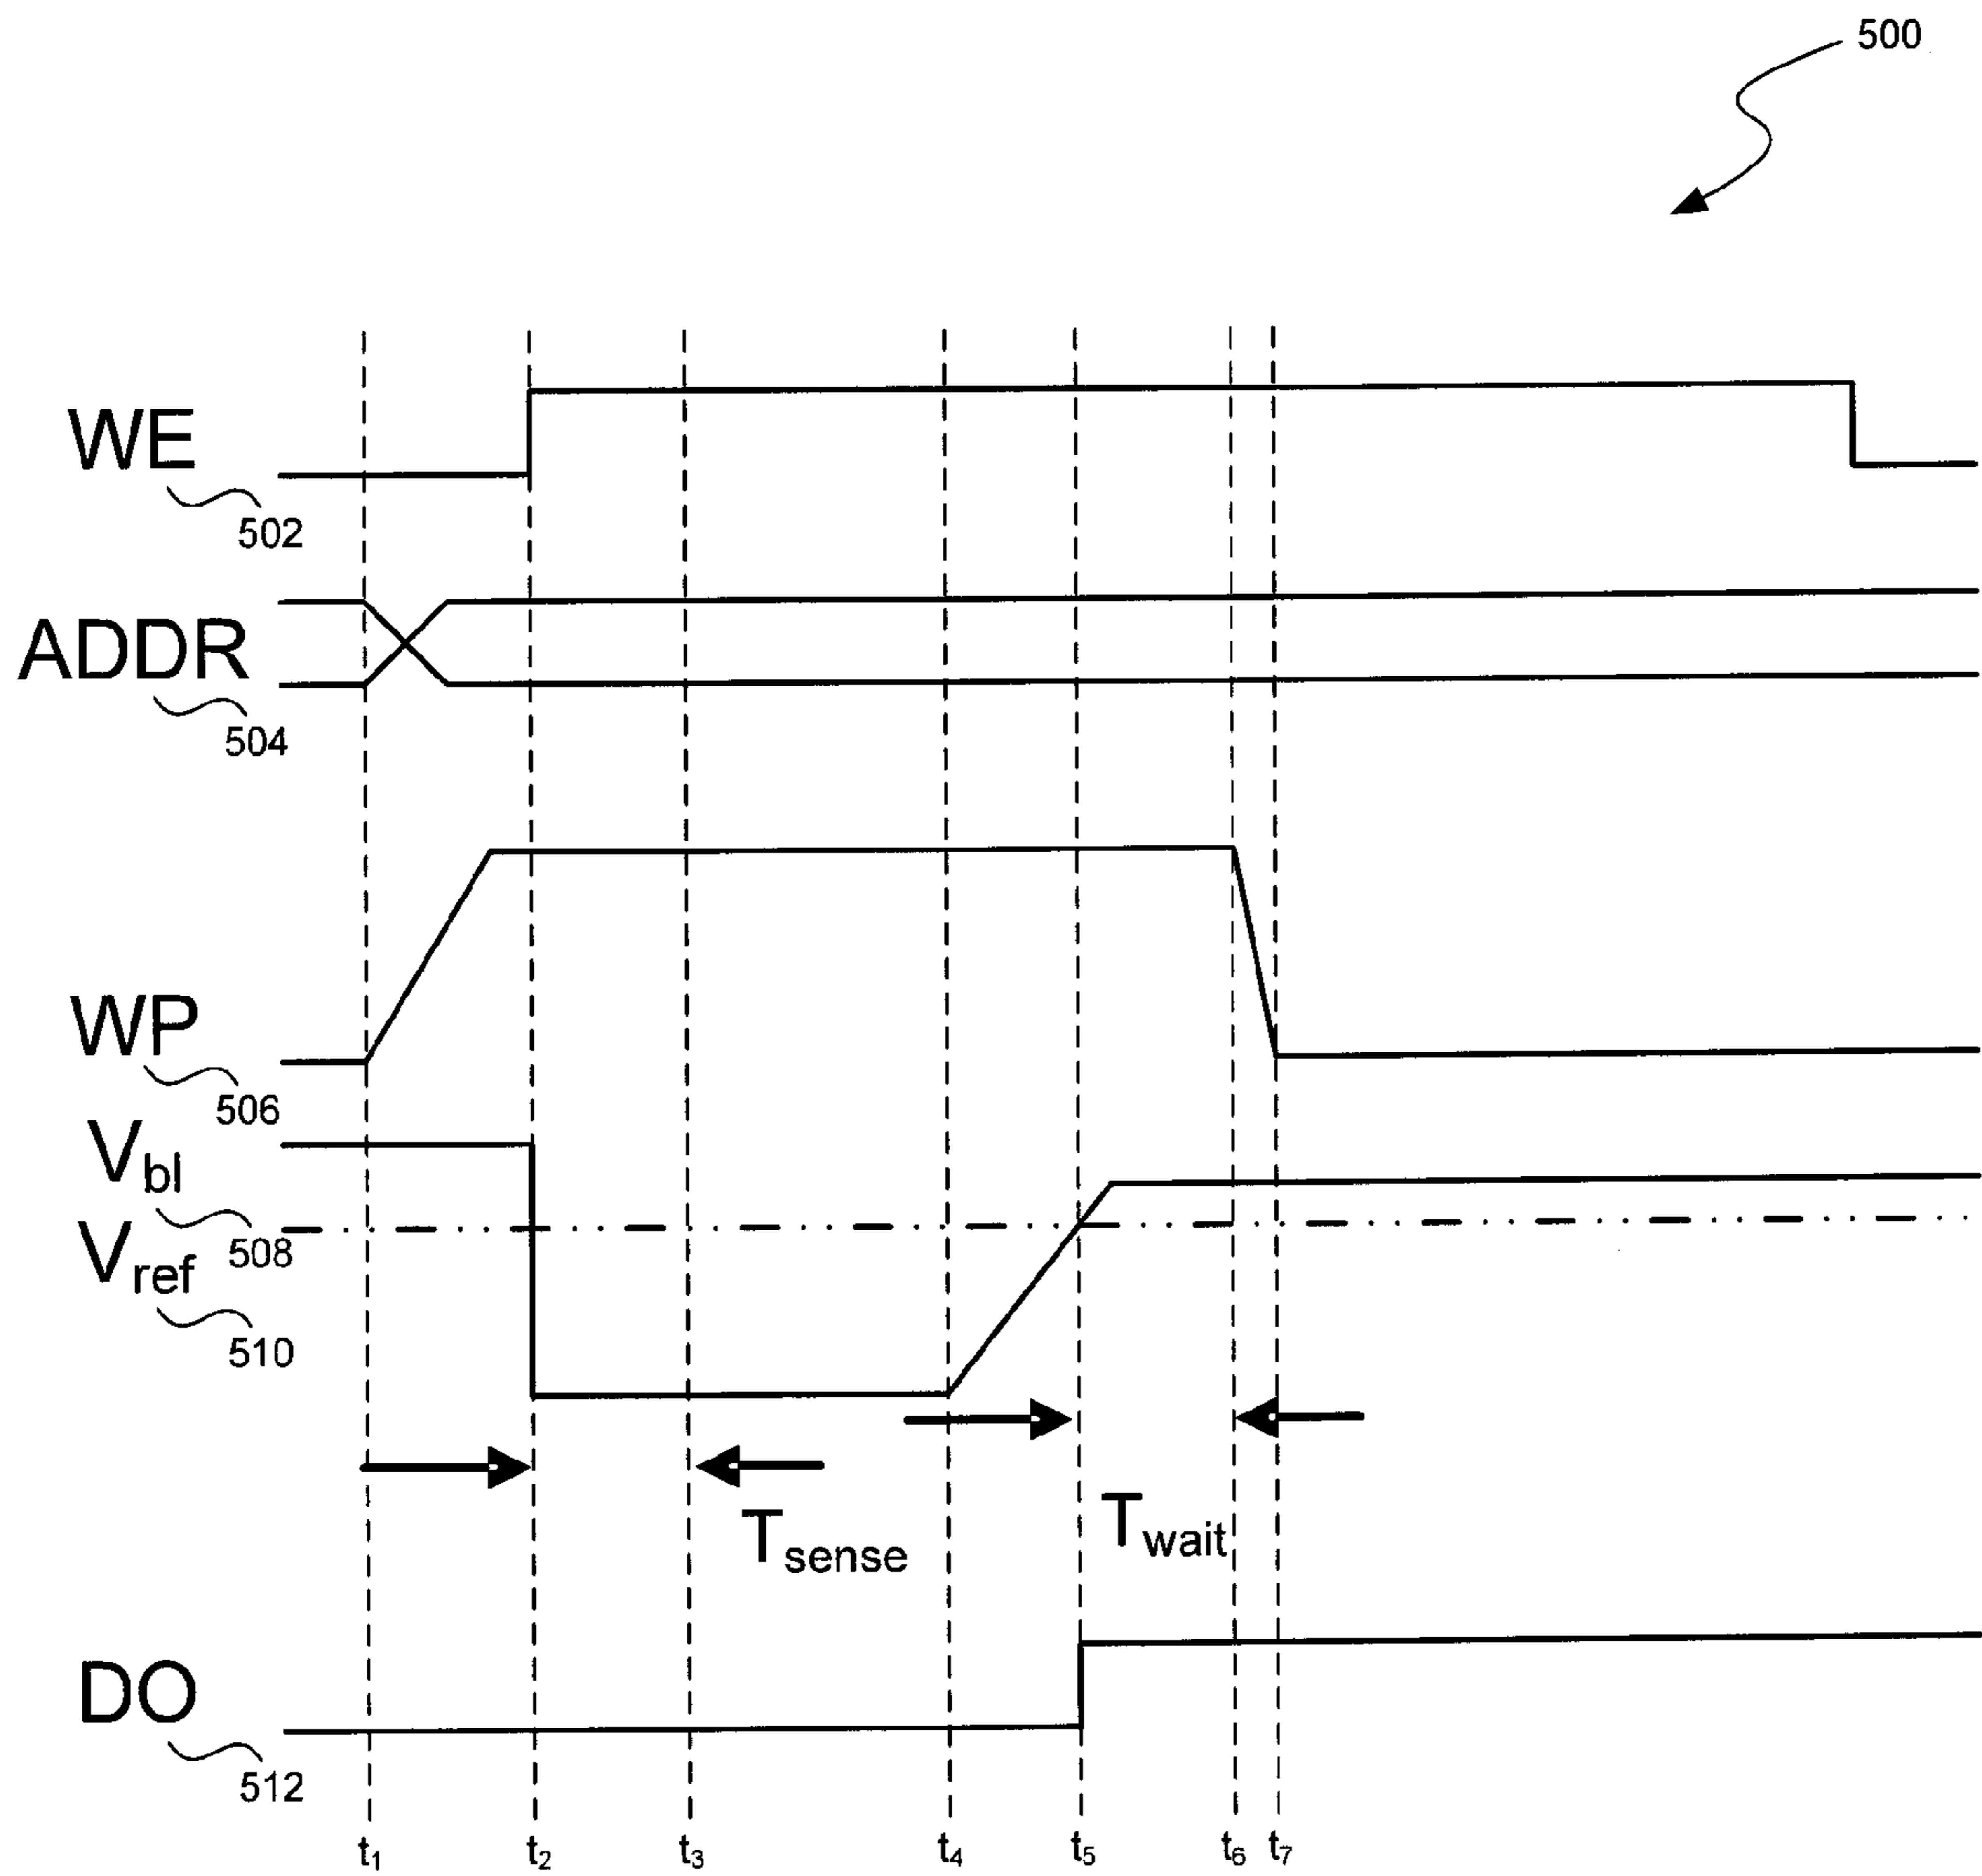 500
WE
502
ADDR
504
WP
506
Vbl
508
Vref
510
Tsense
Twait
DO
512
t1 t2 t3 t4 t5 t6 t7